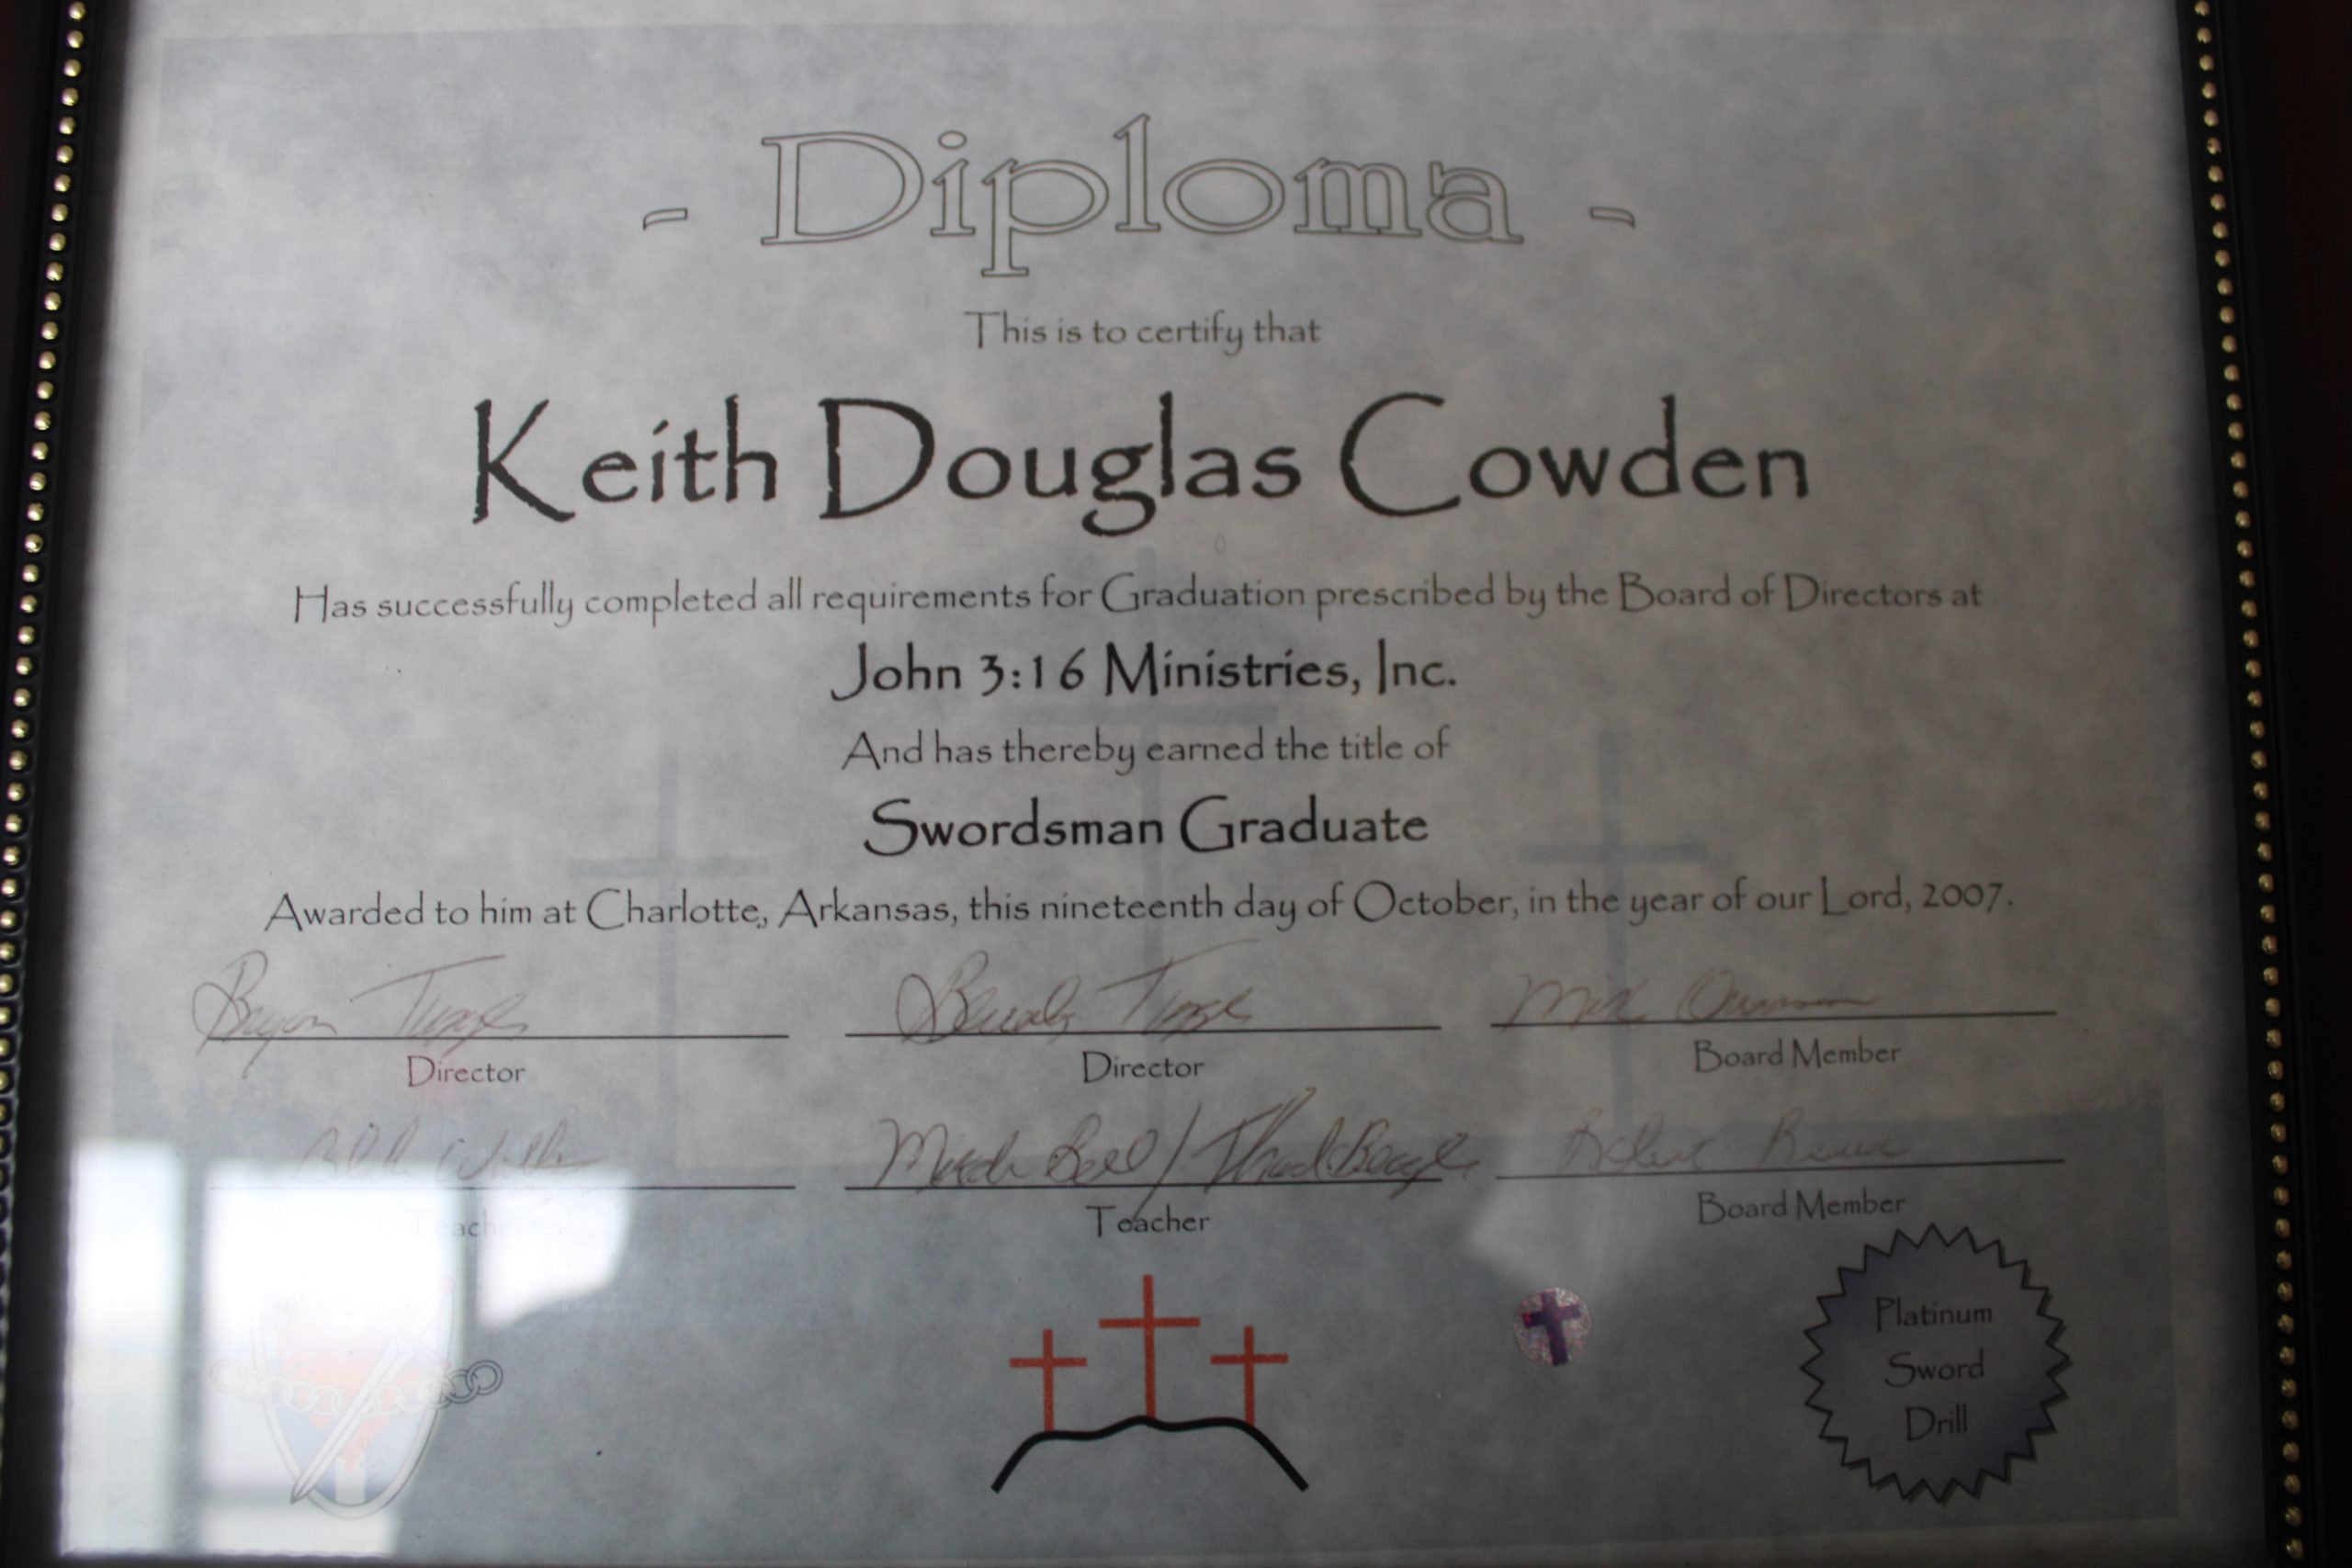 - Diploma -
This is to certify that
Keith Douglas Cowden
Has successfully completed all requirements for Graduation prescribed by the Board of Directors at
John 3:16 Ministries, Inc.
And has thereby earned the title of
Swordsman Graduate
Awarded to him at Charlotte, Arkansas, this nineteenth day of October, in the year of our Lord, 2007.
Bryan
Director
Director
Board Member
Teacher
Teacher
Board Member
Platinum
Sword
Drill